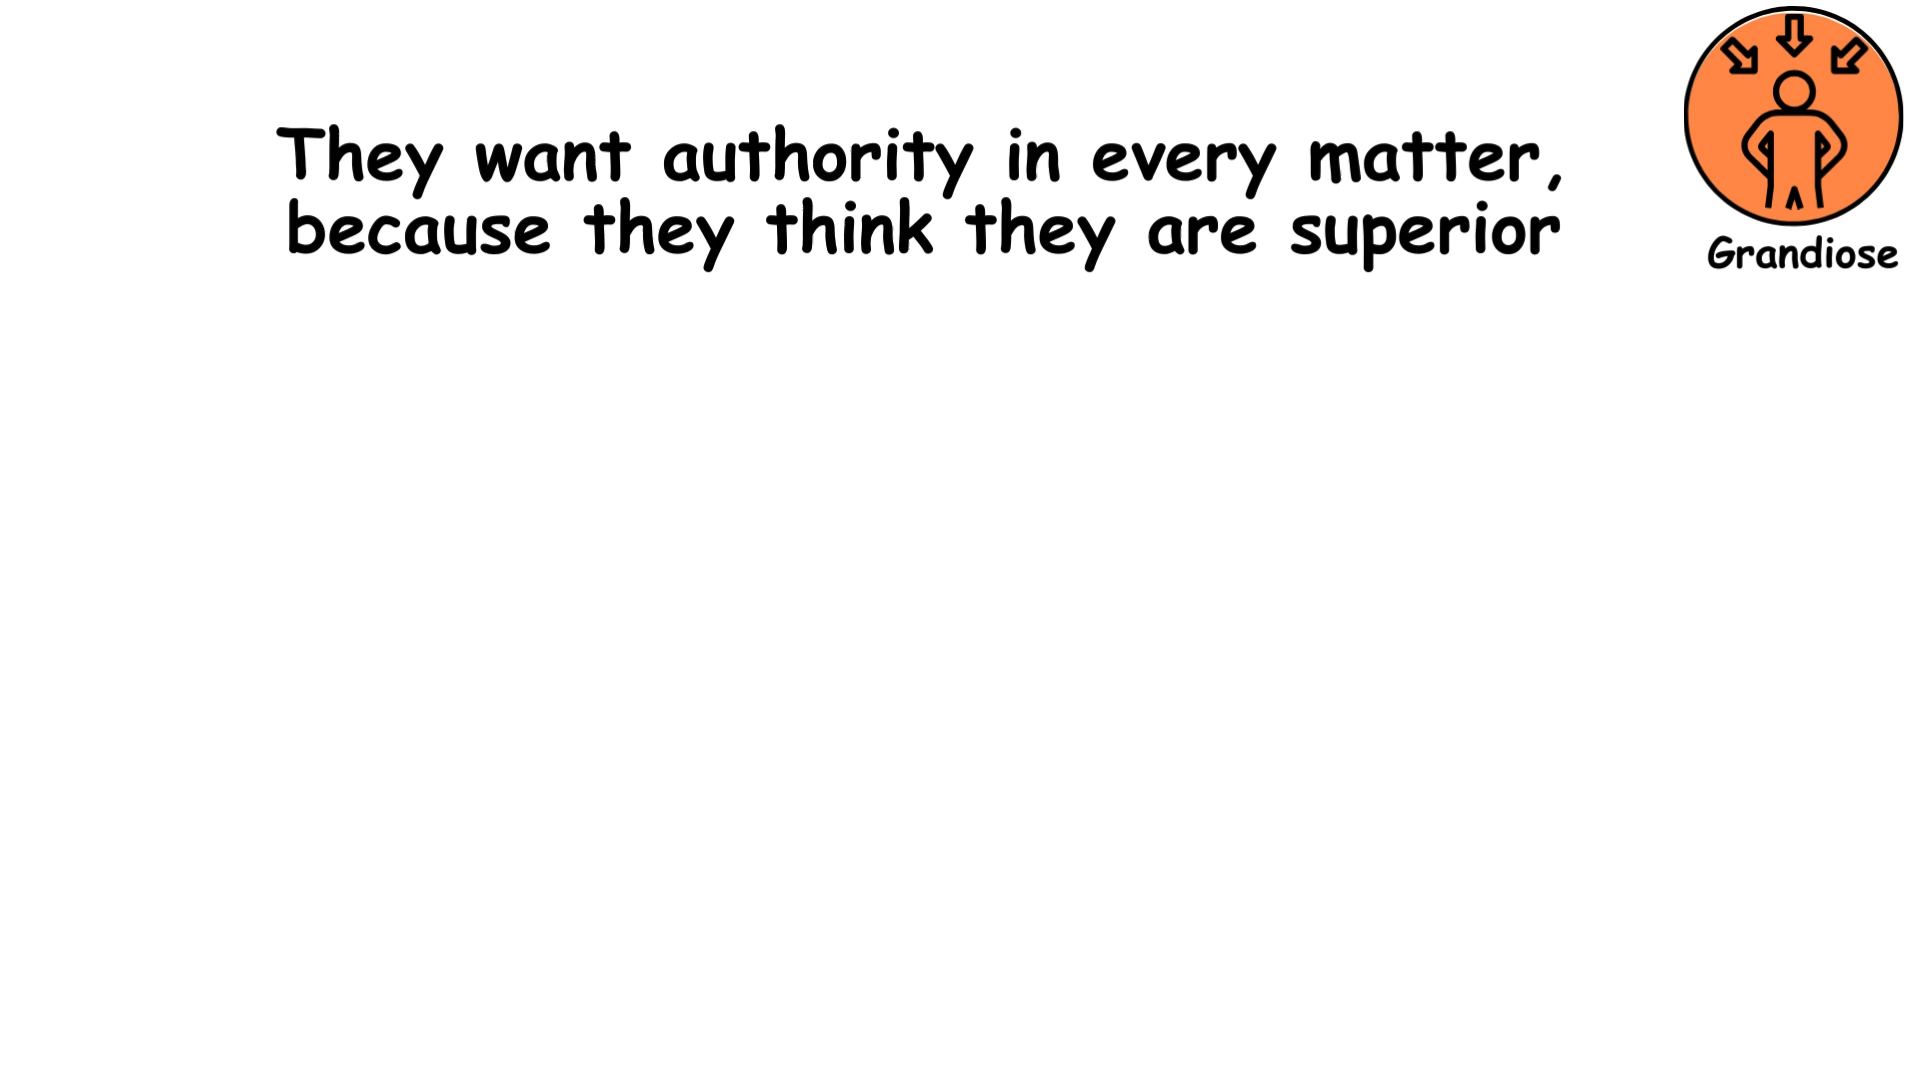 They want authority in every matter,
because they think they are superior
Grandiose